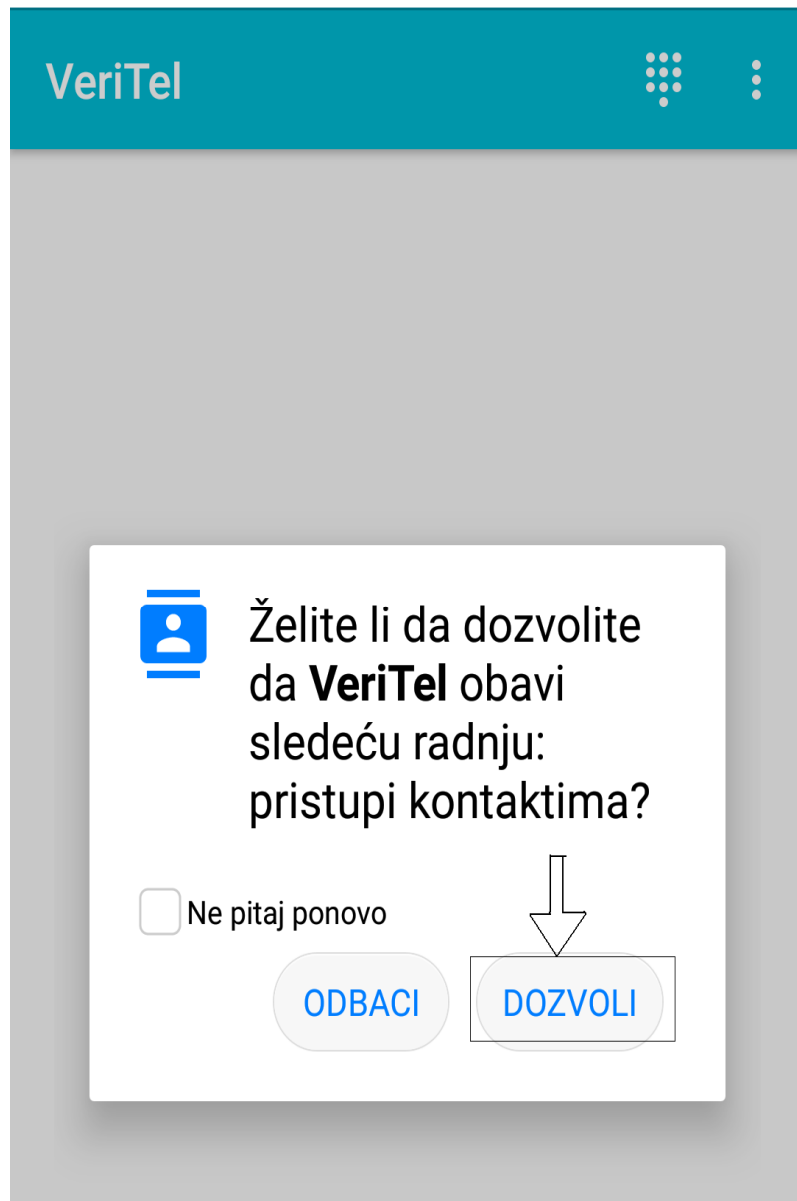 VeriTel
Želite li da dozvolite
da VeriTel obavi
sledeću radnju:
pristupi kontaktima?
Ne pitaj ponovo
ODBACI
DOZVOLI